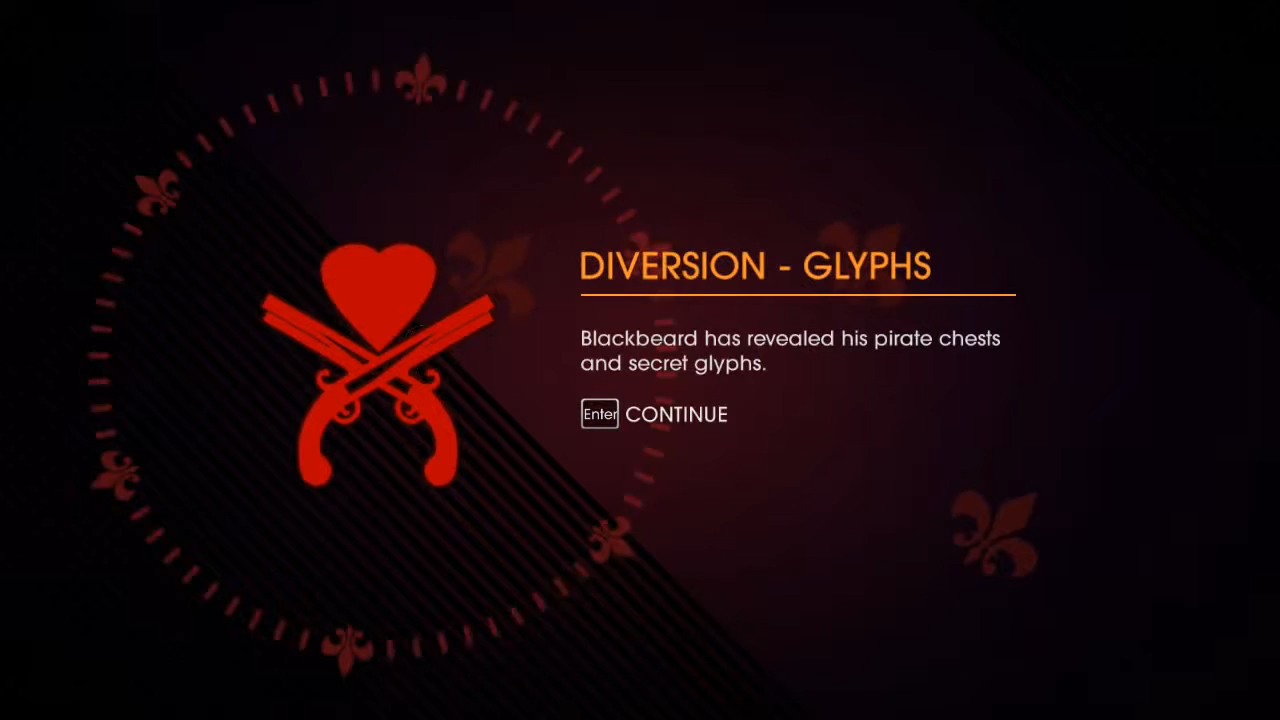 DIVERSION - GLYPHS
Blackbeard has revealed his pirate chests
and secret glyphs.
Enter CONTINUE